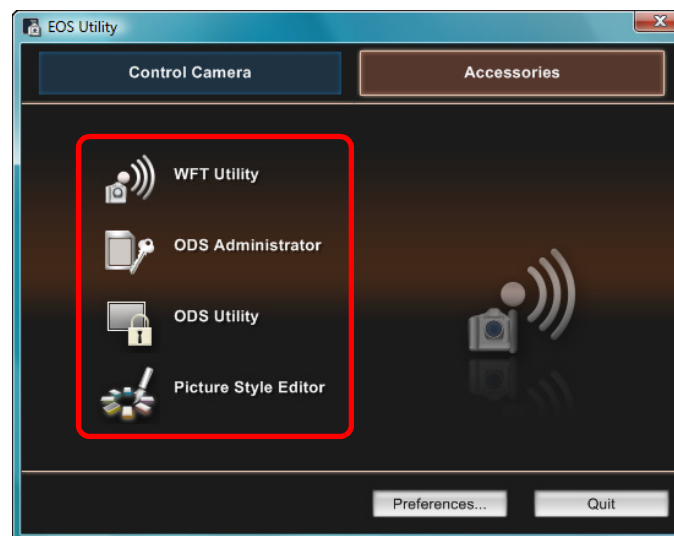 EOS Utility
Control Camera
Accessories
WFT Utility
ODS Administrator
ODS Utility
Picture Style Editor
Preferences...
Quit